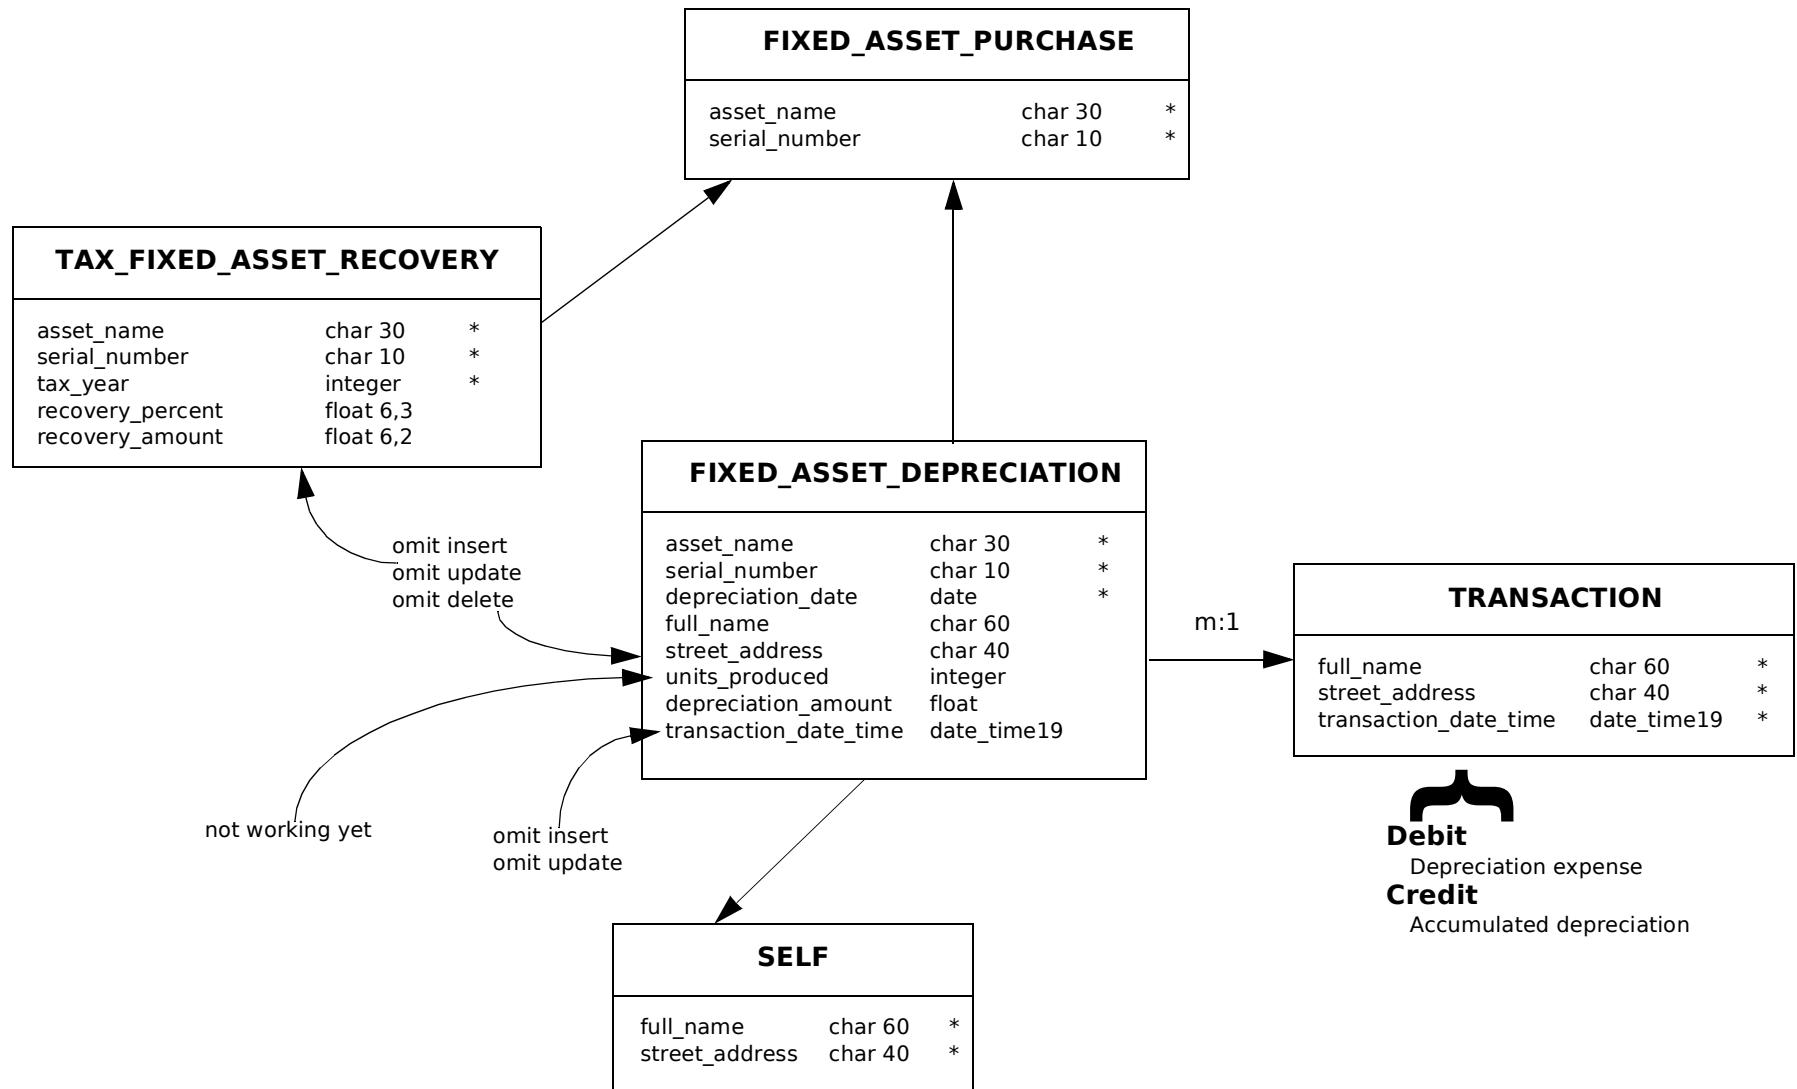 FIXED_ASSET_PURCHASE
asset_name char 30 *
serial_number char 10 *
TAX_FIXED_ASSET_RECOVERY
asset_name char 30 *
serial_number char 10 *
tax_year integer *
recovery_percent float 6,3
recovery_amount float 6,2
omit insert
omit update
omit delete
FIXED_ASSET_DEPRECIATION
asset_name char 30 *
serial_number char 10 *
depreciation_date date *
full_name char 60
street_address char 40
units_produced integer
depreciation_amount float
transaction_date_time date_time19
m:1
TRANSACTION
full_name char 60 *
street_address char 40 *
transaction_date_time date_time19 *
{
Debit
Depreciation expense
Credit
Accumulated depreciation
not working yet
omit insert
omit update
SELF
full_name char 60 *
street_address char 40 *